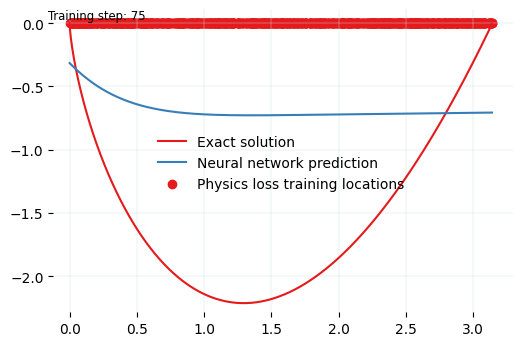 Training step: 75
0.0
−0.5
−1.0
−1.5
−2.0
Exact solution
Neural network prediction
Physics loss training locations
0.0 0.5 1.0 1.5 2.0 2.5 3.0